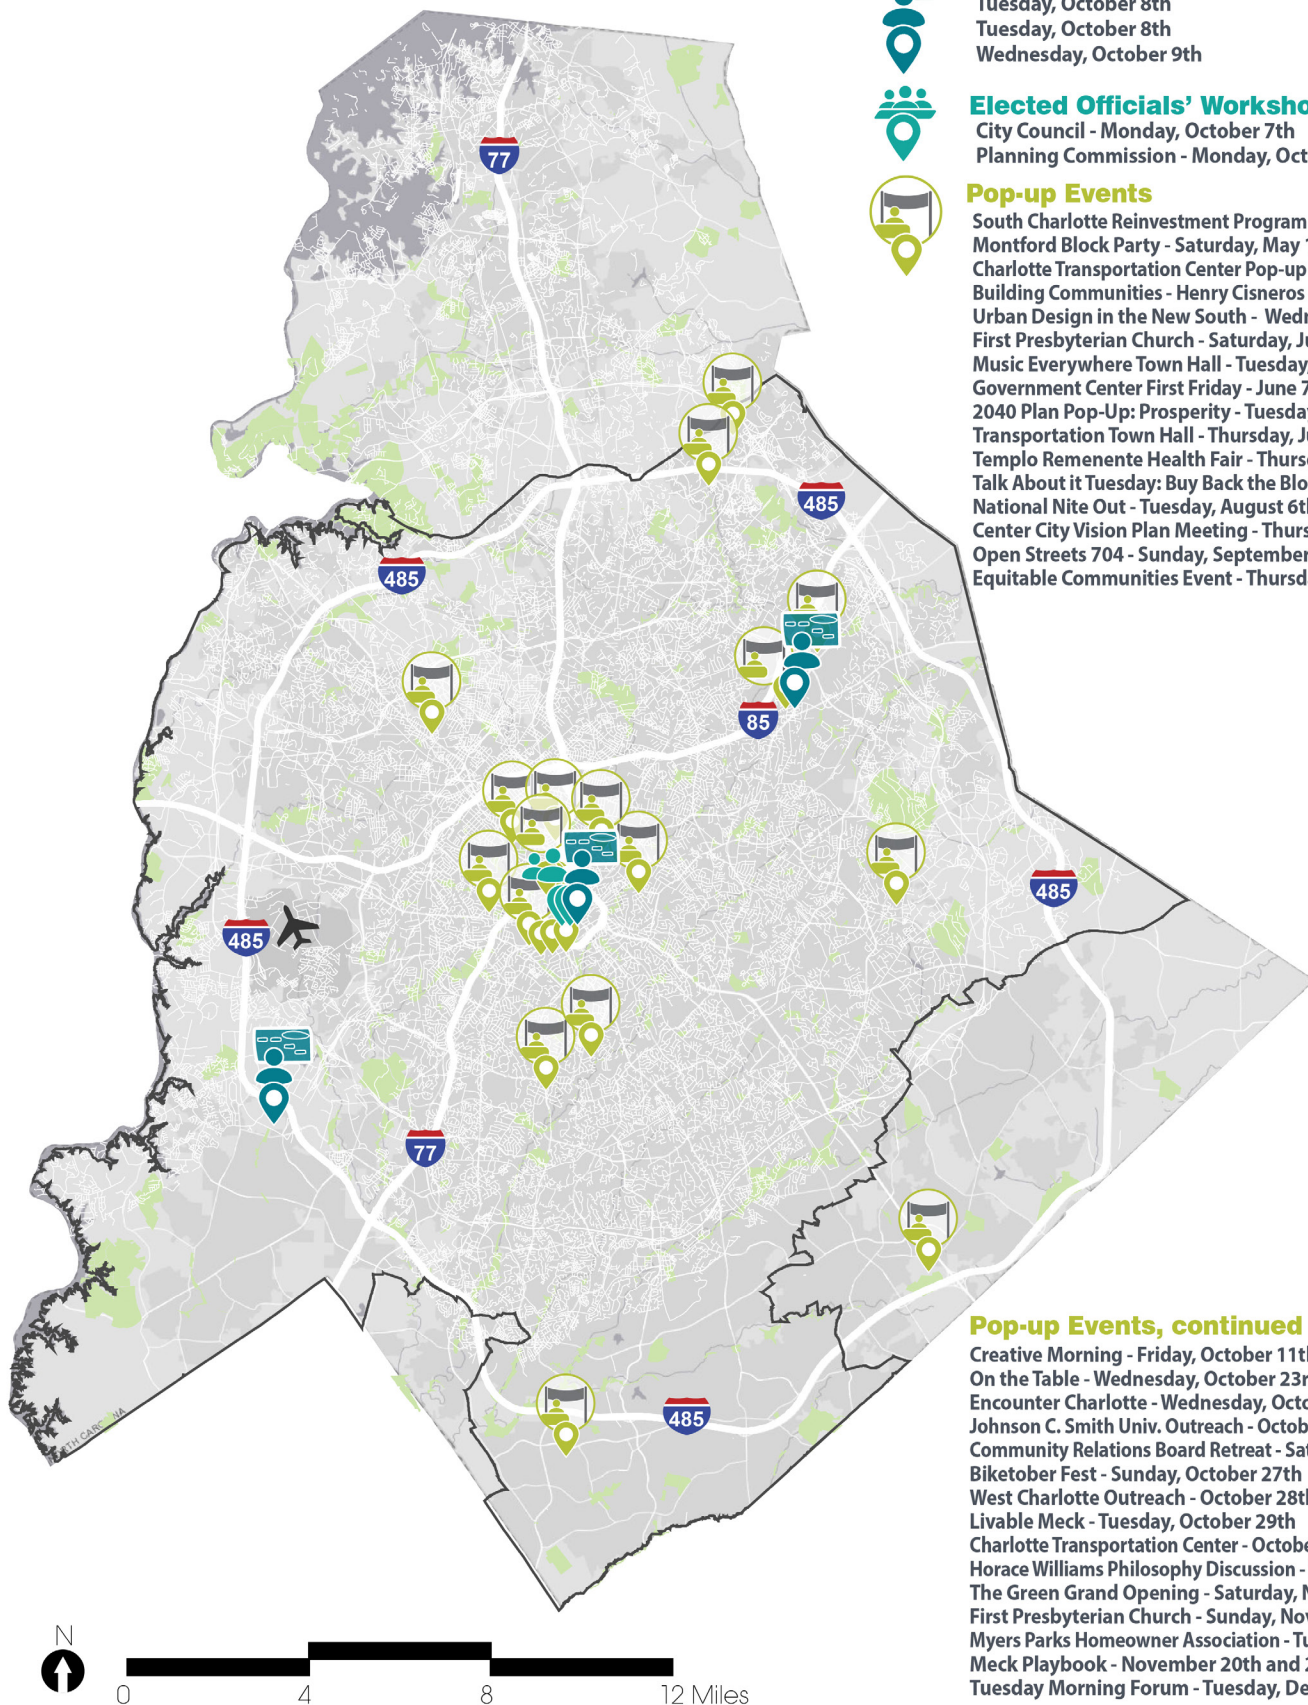 Tuesday, October 8th
Tuesday, October 8th
Wednesday, October 9th
Elected Officials’ Worksho
City Council - Monday, October 7th
Planning Commission - Monday, Oct
Pop-up Events
South Charlotte Reinvestment Program
Montford Block Party - Saturday, May 1
Charlotte Transportation Center Pop-up
Building Communities - Henry Cisneros
Urban Design in the New South - Wedn
First Presbyterian Church - Saturday, Ju
Music Everywhere Town Hall - Tuesday,
Government Center First Friday - June 7
2040 Plan Pop-Up: Prosperity - Tuesda
Transportation Town Hall - Thursday, Ju
Templo Remenente Health Fair - Thurs
Talk About it Tuesday: Buy Back the Blo
National Nite Out - Tuesday, August 6th
Center City Vision Plan Meeting - Thurs
Open Streets 704 - Sunday, September
Equitable Communities Event - Thursd
77
485
485
85
485
485
77
485
Pop-up Events, continued
Creative Morning - Friday, October 11th
On the Table - Wednesday, October 23r
Encounter Charlotte - Wednesday, Octo
Johnson C. Smith Univ. Outreach - Octob
Community Relations Board Retreat - Sat
Biketober Fest - Sunday, October 27th
West Charlotte Outreach - October 28th
Livable Meck - Tuesday, October 29th
Charlotte Transportation Center - Octobe
Horace Williams Philosophy Discussion -
The Green Grand Opening - Saturday, N
First Presbyterian Church - Sunday, Nov
Myers Parks Homeowner Association - Tu
Meck Playbook - November 20th and 2
Tuesday Morning Forum - Tuesday, De
N
0 4 8 12 Miles